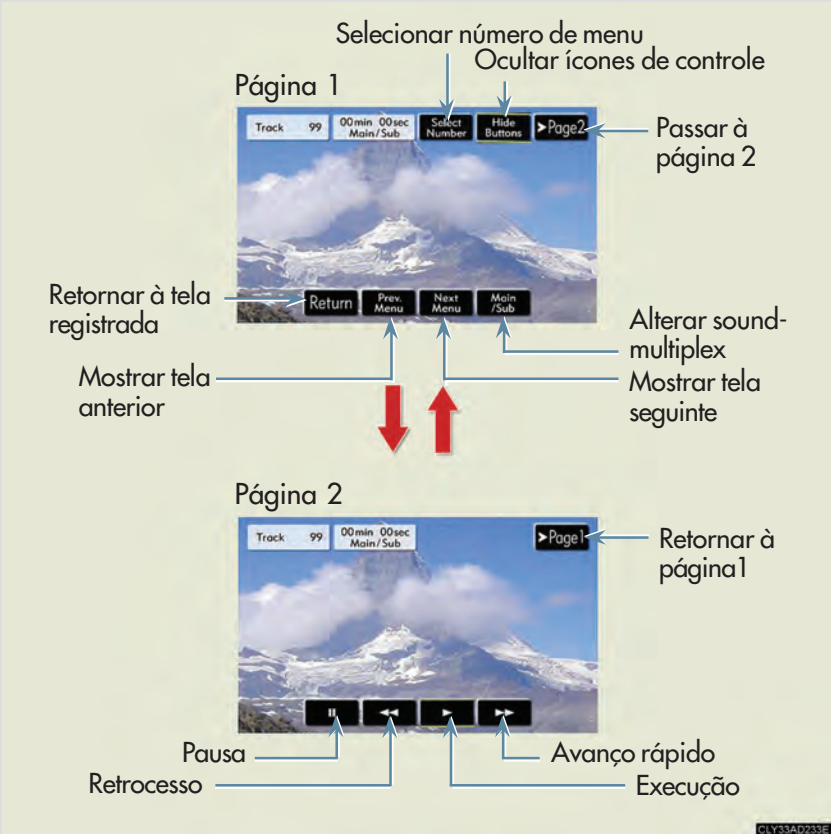 Selecionar número de menu
Ocultar ícones de controle
Página 1
Track 99
00min 00sec
Main/Sub
Select
Number
Hide
Buttons
>Page2
Passar à
página 2
Retornar à tela
registrada
Return
Prev.
Menu
Next
Menu
Main
/Sub
Alterar sound-
multiplex
Mostrar tela
anterior
Mostrar tela
seguinte
Página 2
Track 99
00min 00sec
Main/Sub
>Page1
Retornar à
página1
Pausa
Avanço rápido
Retrocesso
Execução
CLY33AD233E